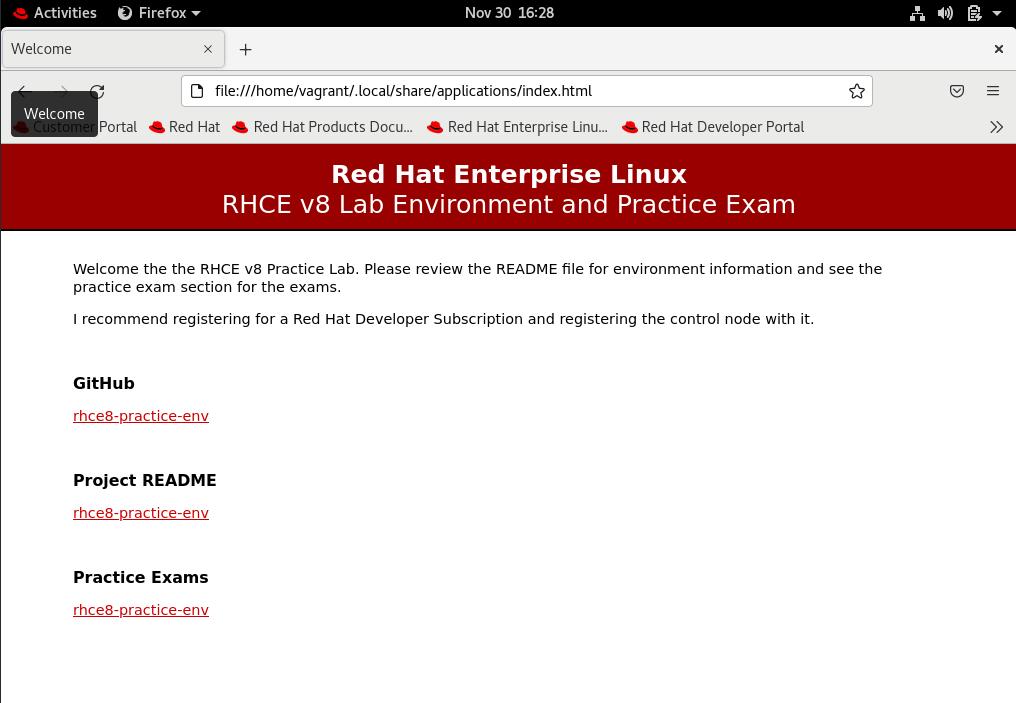 Activities Firefox Nov 30 16:28
Welcome
file:///home/vagrant/.local/share/applications/index.html
Welcome
Customer Portal Red Hat Red Hat Products Docu... Red Hat Enterprise Linu... Red Hat Developer Portal
Red Hat Enterprise Linux
RHCE v8 Lab Environment and Practice Exam
Welcome the the RHCE v8 Practice Lab. Please review the README file for environment information and see the
practice exam section for the exams.
I recommend registering for a Red Hat Developer Subscription and registering the control node with it.
GitHub
rhce8-practice-env
Project README
rhce8-practice-env
Practice Exams
rhce8-practice-env